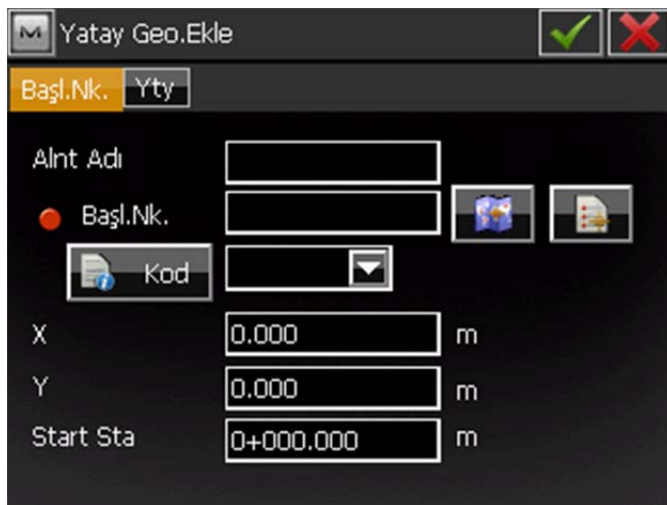 Yatay Geo.Ekle
Başl.Nk. Yty
Alnt Adı
Başl.Nk.
Kod
X 0.000 m
Y 0.000 m
Start Sta 0+000.000 m